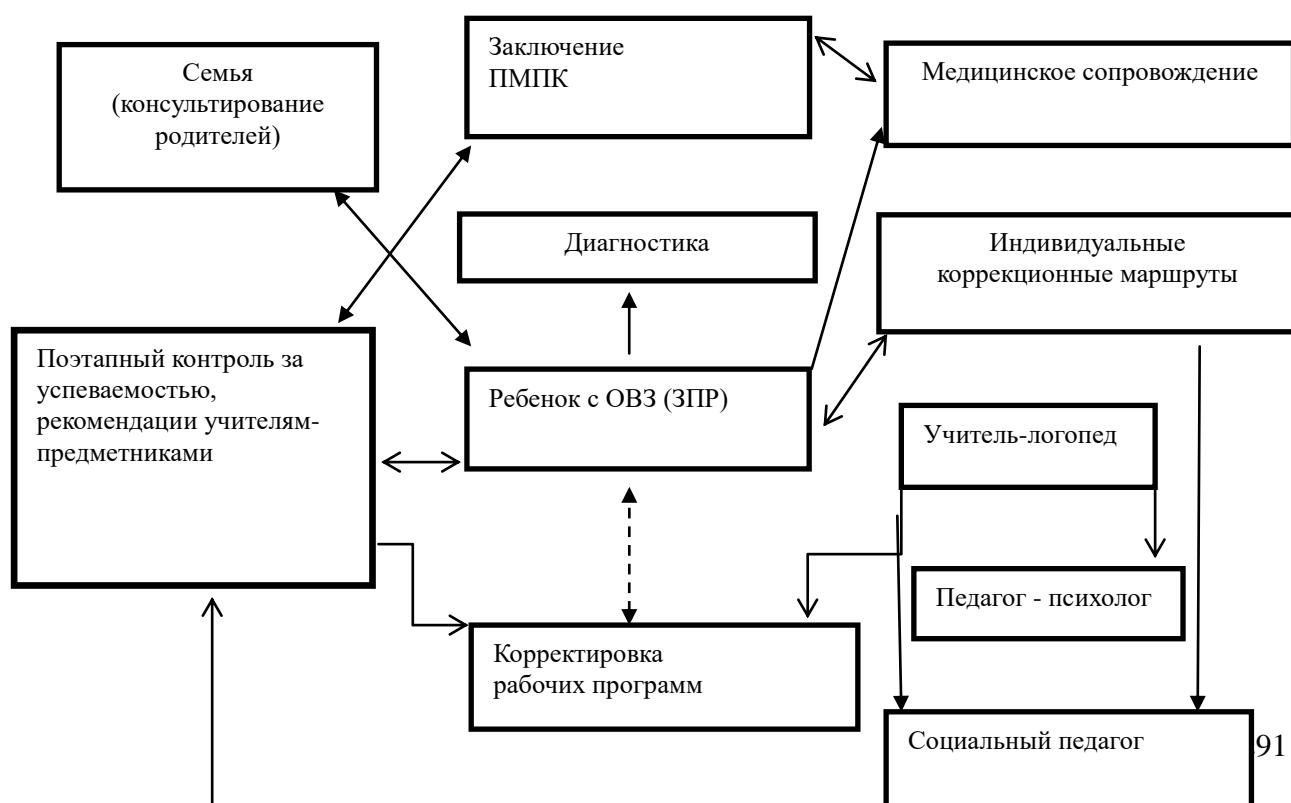 Семья
(консультирование
родителей)
Заключение
ПМПК
Медицинское сопровождение
Диагностика
Индивидуальные
коррекционные маршруты
Поэтапный контроль за
успеваемостью,
рекомендации учителям-
предметниками
Ребенок с ОВЗ (ЗПР)
Учитель-логопед
Педагог - психолог
Корректировка
рабочих программ
Социальный педагог
91